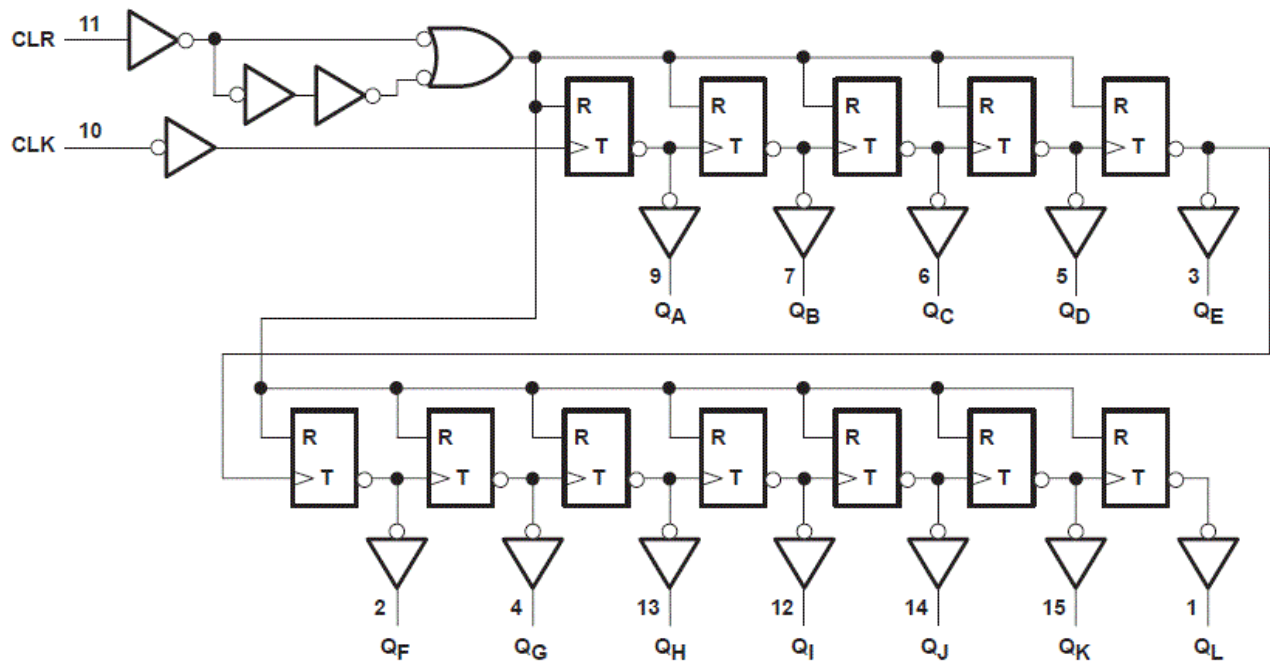 CLR 11
CLK 10
R R R R R
T T T T T
9 7 6 5 3
QA QB QC QD QE
R R R R R R R
T T T T T T T
2 4 13 12 14 15 1
QF QG QH QI QJ QK QL